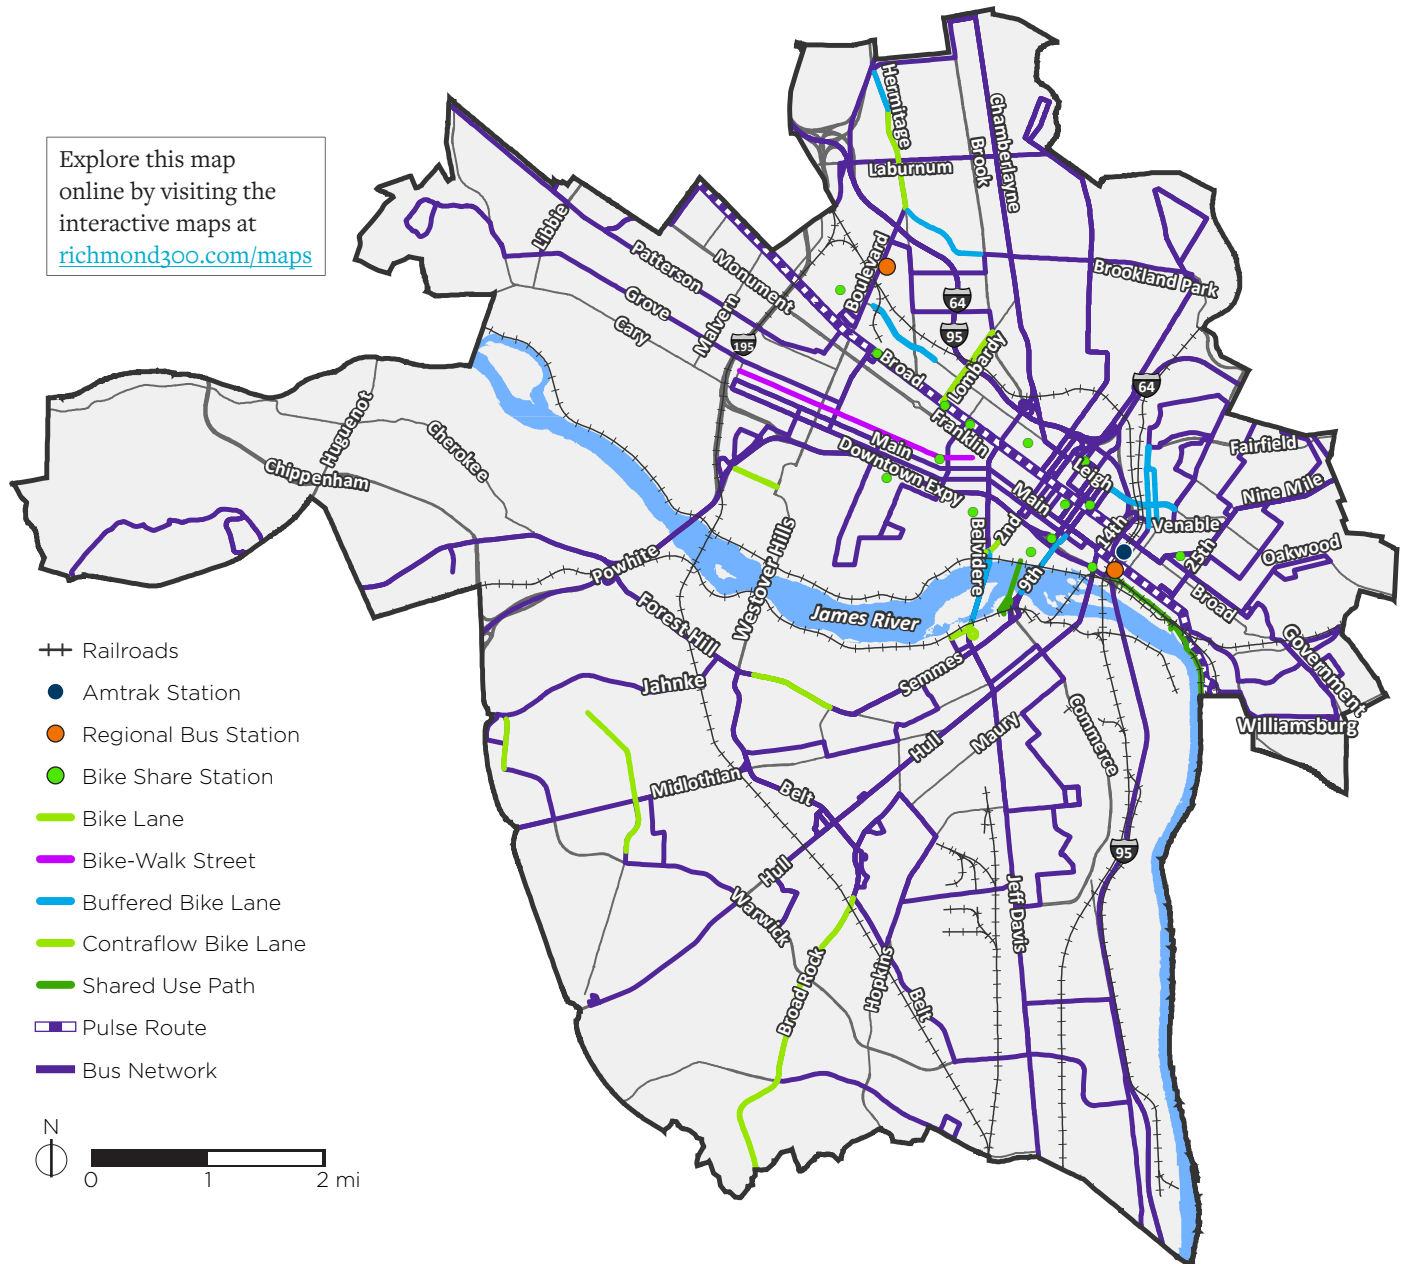 Explore this map
online by visiting the
interactive maps at
richmond300.com/maps
Hermitage
Chamberlayne
Brook
Laburnum
Libbie
Patterson
Monument
Boulevard
Brookland Park
64
95
Grove
Cary
Malvern
195
Broad
Lombardy
64
Franklin
Huguenot
Cherokee
Chippenham
Main
Downtown Expy
Leigh
Main
Fairfield
Nine Mile
Venable
14th
25th
Oakwood
2nd
Belvidere
9th
Broad
Government
Williamsburg
Powhite
Westover Hills
James River
Forest Hill
Jahnke
Semmes
Hull
Maury
Commerce
Midlothian
Belt
95
Hull
Warwick
Jeff Davis
Broad Rock
Hopkins
Belt
Railroads
Amtrak Station
Regional Bus Station
Bike Share Station
Bike Lane
Bike-Walk Street
Buffered Bike Lane
Contraflow Bike Lane
Shared Use Path
Pulse Route
Bus Network
N
0 1 2 mi